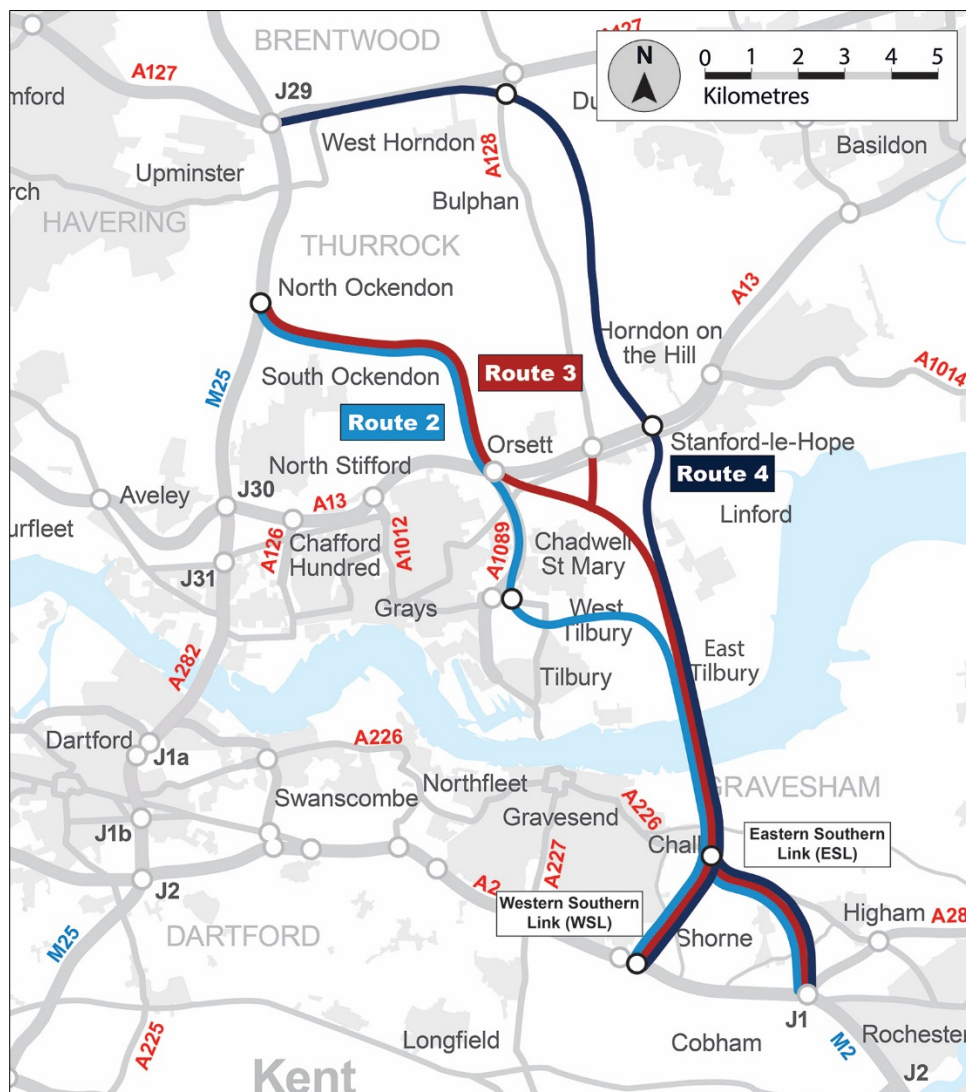 BRENTWOOD
A127
A127
N
0 1 2 3 4 5
Kilometres
J29
mford
West Horndon
Du
Basildon
Upminster
A128
rch
Bulphan
HAVERING
THURROCK
A13
North Ockendon
Horndon on
the Hill
M25
South Ockendon
Route 3
A1014
Route 2
Orsett
Stanford-le-Hope
North Stifford
Route 4
Aveley
J30
A13
Linford
urfleet
A126
Chafford
Hundred
A1012
A1089
Chadwell
St Mary
J31
Grays
West
Tilbury
A282
East
Tilbury
Tilbury
Dartford
J1a
A226
Northfleet
GRAVESHAM
Swanscombe
Gravesend
A226
J1b
Chalk
Eastern Southern
Link (ESL)
A227
J2
A2
Western Southern
Link (WSL)
Higham
A28
M25
DARTFORD
Shorne
J1
Longfield
Cobham
Rochester
A225
M2
Kent
J2